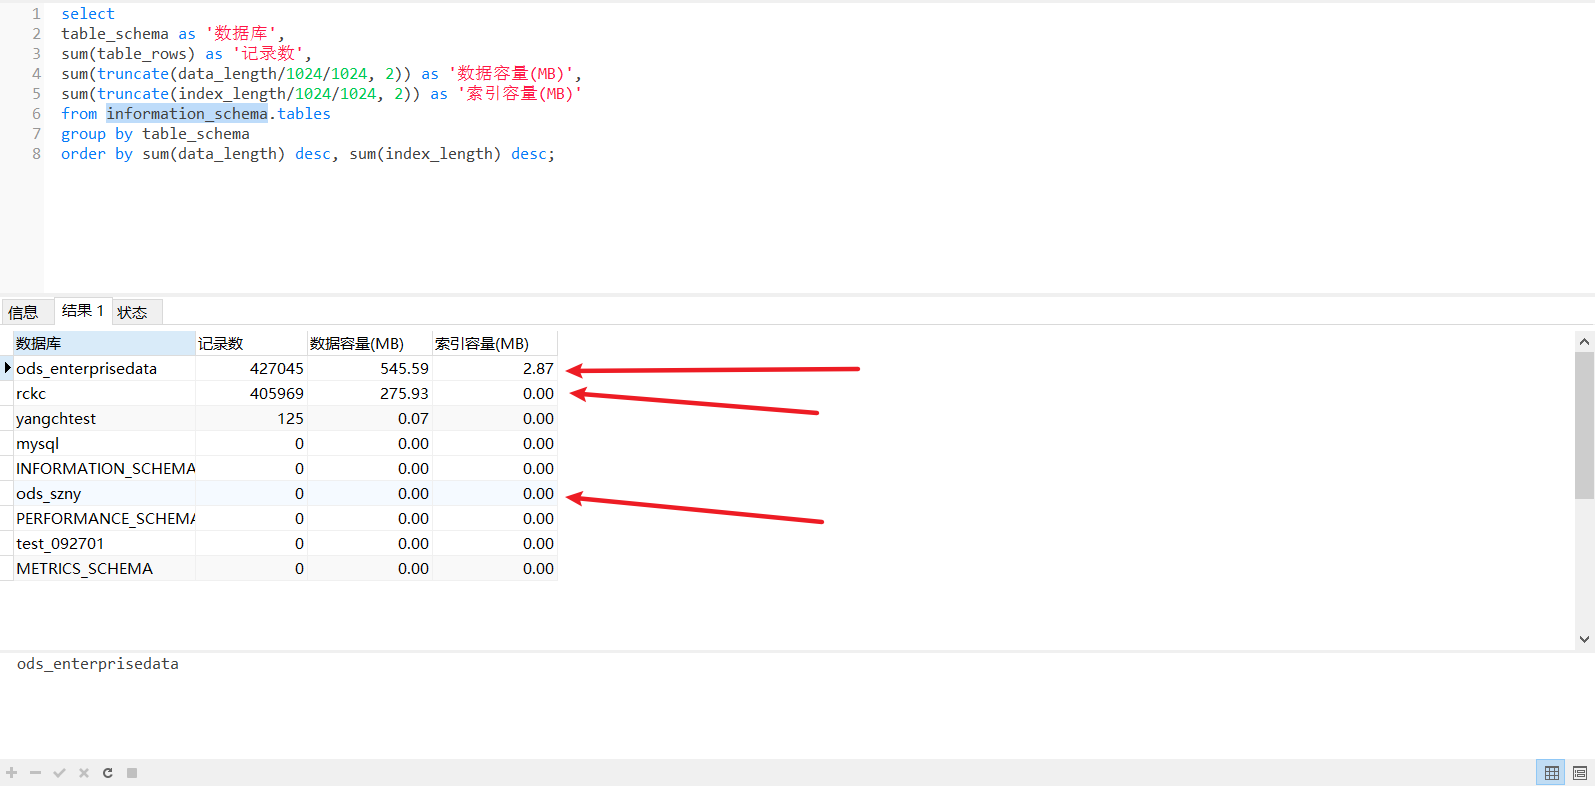 1 select
2 table_schema as '数据库',
3 sum(table_rows) as '记录数',
4 sum(truncate(data_length/1024/1024, 2)) as '数据容量(MB)',
5 sum(truncate(index_length/1024/1024, 2)) as '索引容量(MB)'
6 from information_schema.tables
7 group by table_schema
8 order by sum(data_length) desc, sum(index_length) desc;
信息 结果 1 状态
数据库 记录数 数据容量(MB) 索引容量(MB)
ods_enterprisedata 427045 545.59 2.87
rckc 405969 275.93 0.00
yangchtest 125 0.07 0.00
mysql 0 0.00 0.00
INFORMATION_SCHEMA 0 0.00 0.00
ods_szny 0 0.00 0.00
PERFORMANCE_SCHEMA 0 0.00 0.00
test_092701 0 0.00 0.00
METRICS_SCHEMA 0 0.00 0.00
ods_enterprisedata